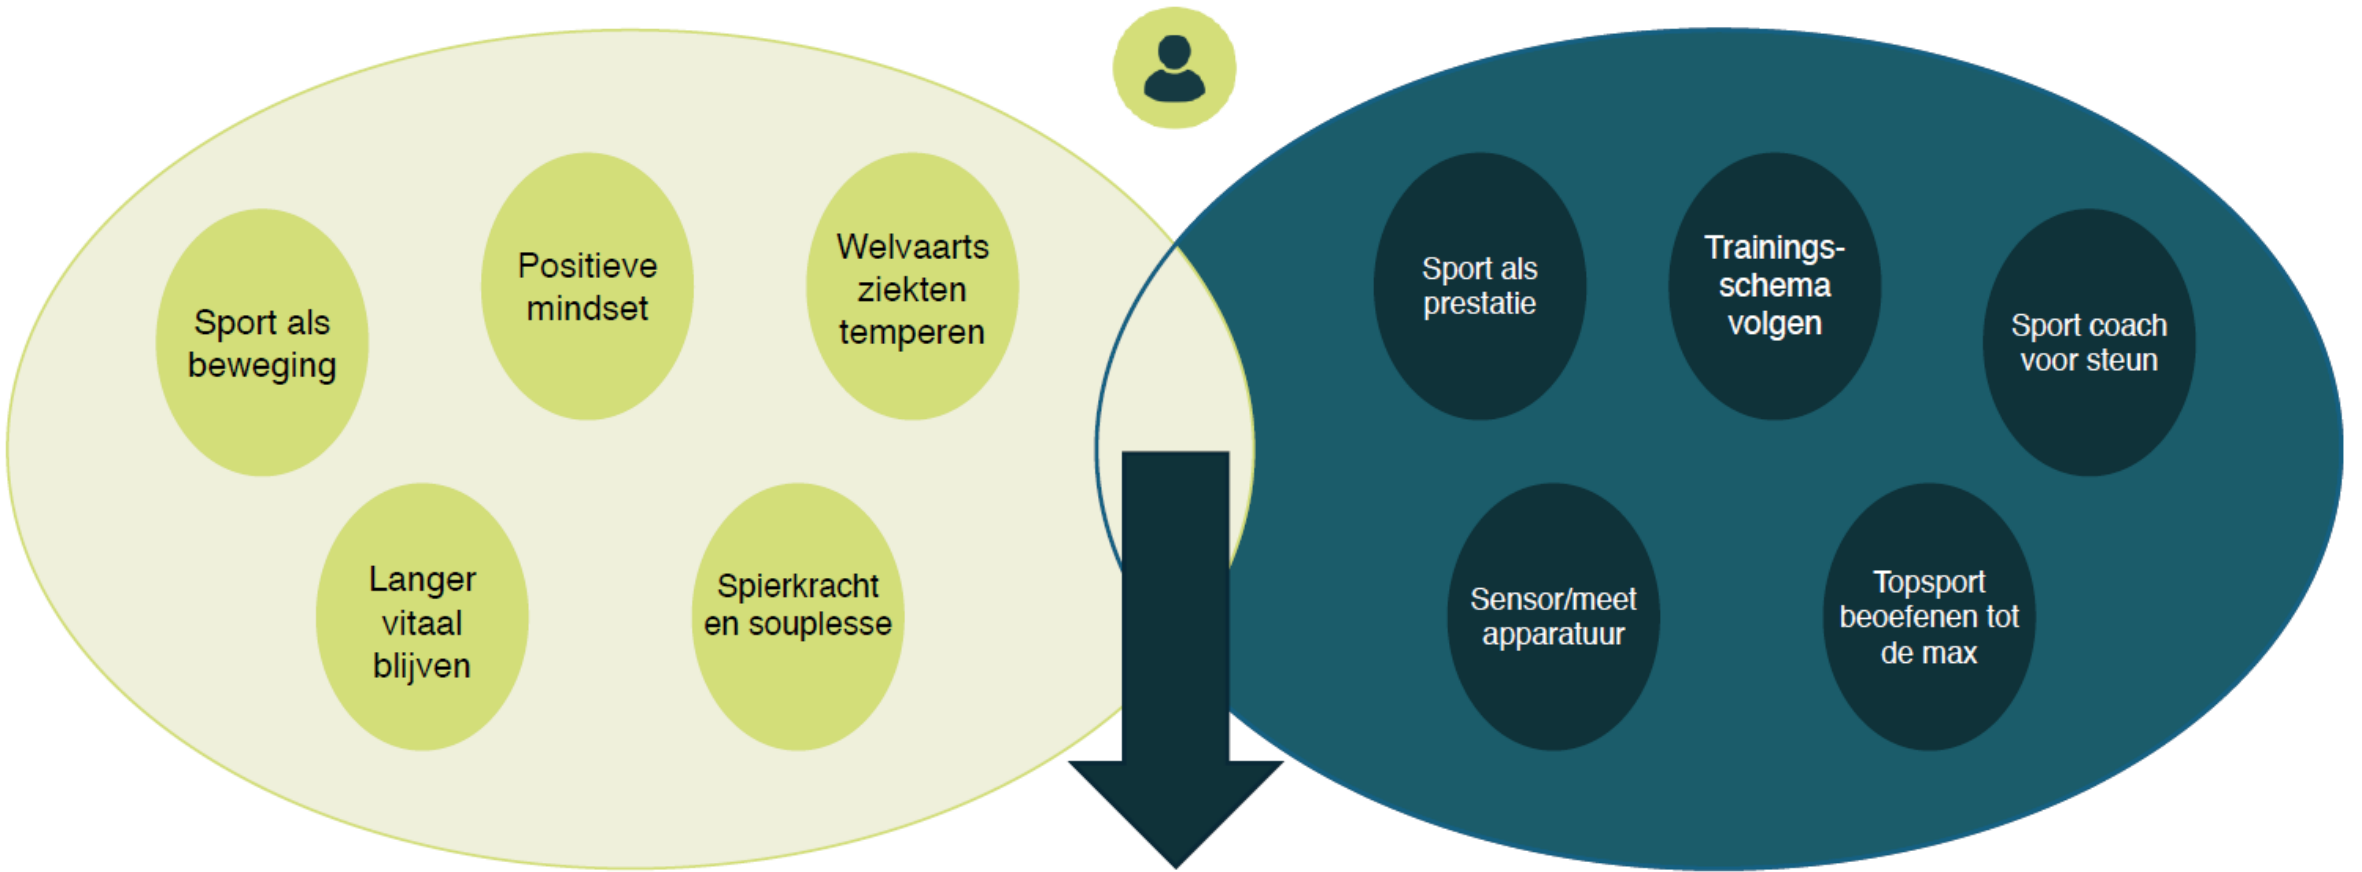 Sport als
beweging
Positieve
mindset
Welvaarts
ziekten
temperen
Langer
vitaal
blijven
Spierkracht
en souplesse
Sport als
prestatie
Trainings-
schema
volgen
Sport coach
voor steun
Sensor/meet
apparatuur
Topsport
beoefenen tot
de max